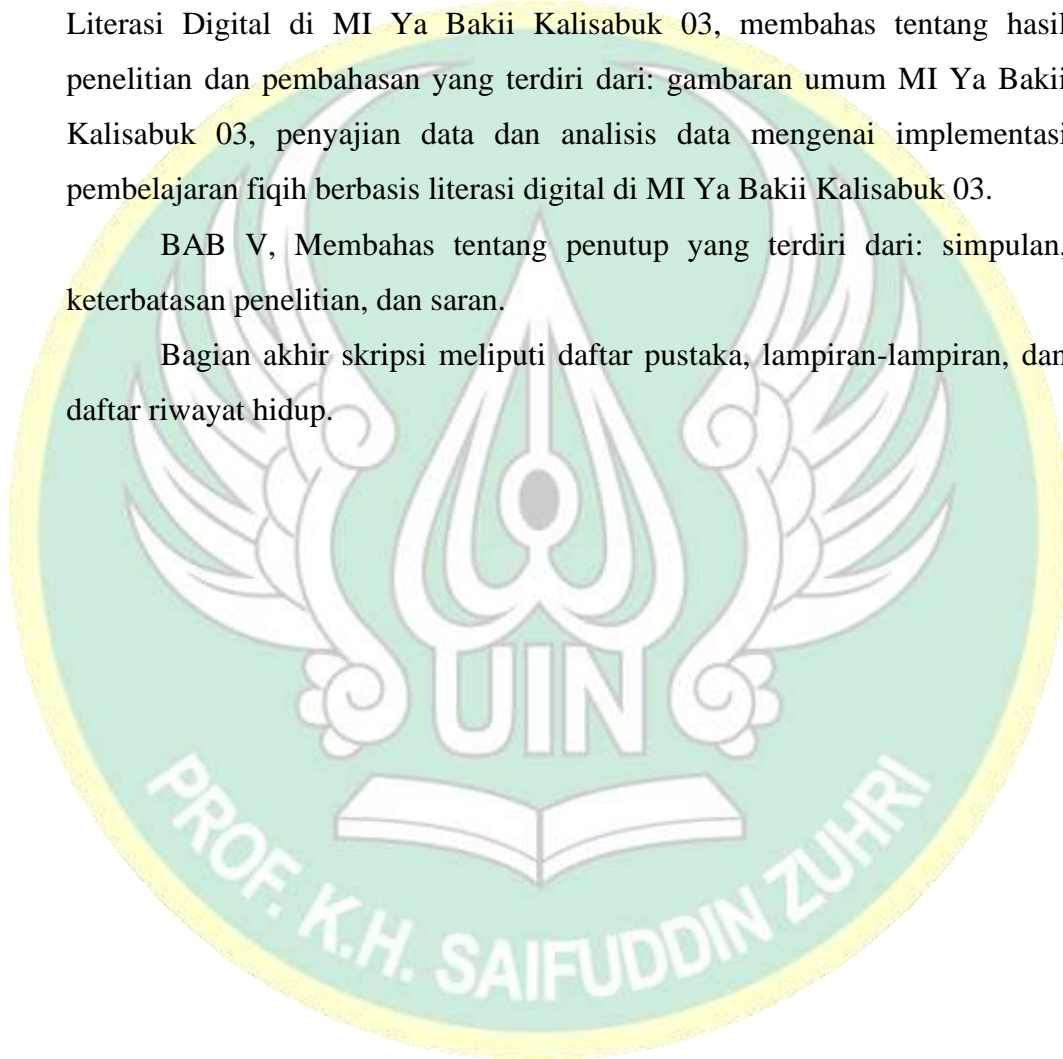 Literasi Digital di MI Ya Bakii Kalisabuk 03, membahas tentang hasil
penelitian dan pembahasan yang terdiri dari: gambaran umum MI Ya Bakii
Kalisabuk 03, penyajian data dan analisis data mengenai implementasi
pembelajaran fiqih berbasis literasi digital di MI Ya Bakii Kalisabuk 03.
BAB V, Membahas tentang penutup yang terdiri dari: simpulan,
keterbatasan penelitian, dan saran.
Bagian akhir skripsi meliputi daftar pustaka, lampiran-lampiran, dan
daftar riwayat hidup.
UIN
PROF. K.H. SAIFUDDIN ZUHRI